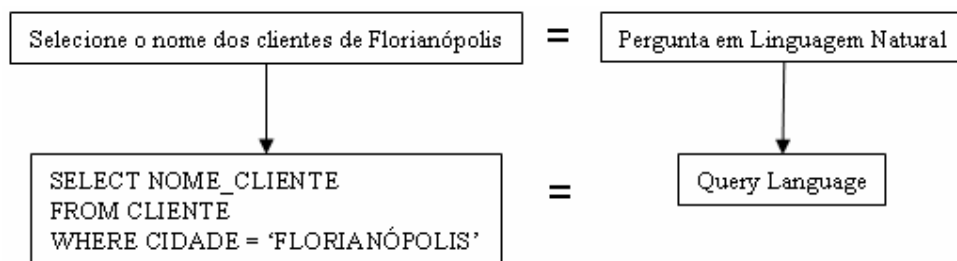 Selecione o nome dos clientes de Florianópolis = Pergunta em Linguagem Natural
SELECT NOME_CLIENTE
FROM CLIENTE
WHERE CIDADE = ‘FLORIANÓPOLIS’
= Query Language